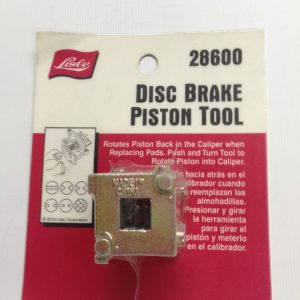 Lisle
28600
DISC BRAKE
PISTON TOOL
Rotates Piston Back in the Caliper when
Replacing Pads. Push and Turn Tool to
Rotate Piston into Caliper.
n hacia atrás en el
calibrador cuando
reemplazan las
almohadillas.
Presionar y girar
la herramienta
para girar el
pistón y meterlo
en el calibrador.
© 2010 Lisle Corporation